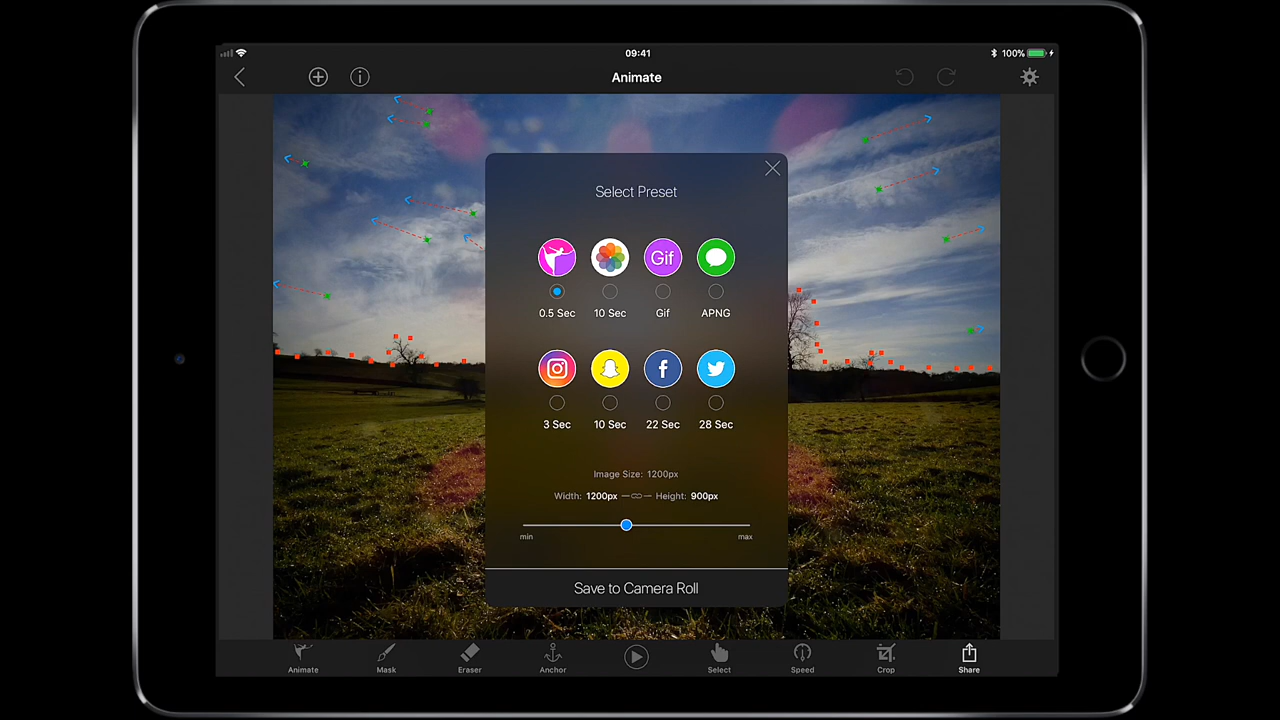 09:41
100%
Animate
Select Preset
Gif
0.5 Sec
10 Sec
Gif
APNG
3 Sec
10 Sec
22 Sec
28 Sec
Image Size: 1200px
Width: 1200px
Height: 900px
min
max
Save to Camera Roll
Animate
Mask
Eraser
Anchor
Select
Speed
Crop
Share